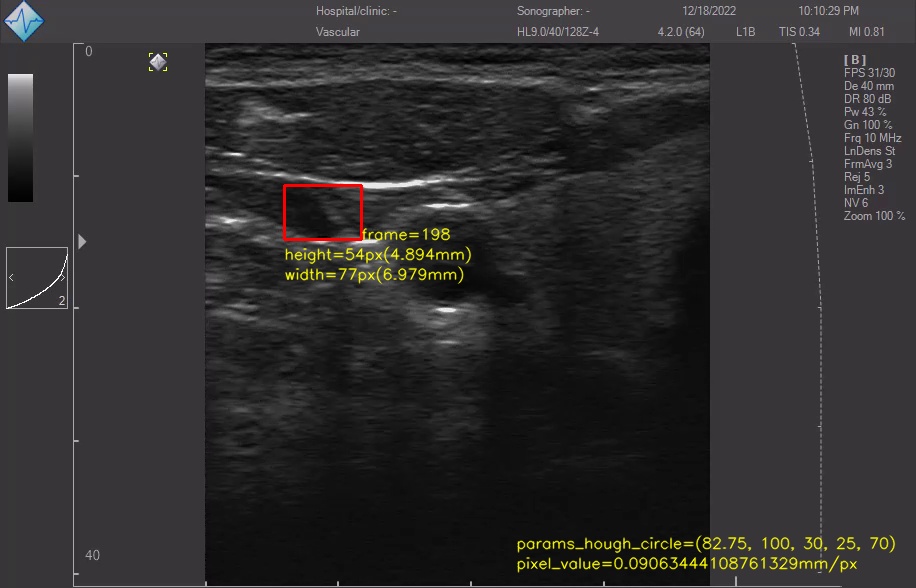 Hospital/clinic: - Sonographer: - 12/18/2022 10:10:29 PM
Vascular HL9.0/40/128Z-4 4.2.0 (64) L1B TIS 0.34 MI 0.81
0
[ B ]
FPS 31/30
De 40 mm
DR 80 dB
Pw 43 %
Gn 100 %
Frq 10 MHz
LnDens St
FrmAvg 3
Rej 5
ImEnh 3
NV 6
Zoom 100 %
frame=198
height=54px(4.894mm)
width=77px(6.979mm)
2
40
params_hough_circle=(82.75, 100, 30, 25, 70)
pixel_value=0.09063444108761329mm/px